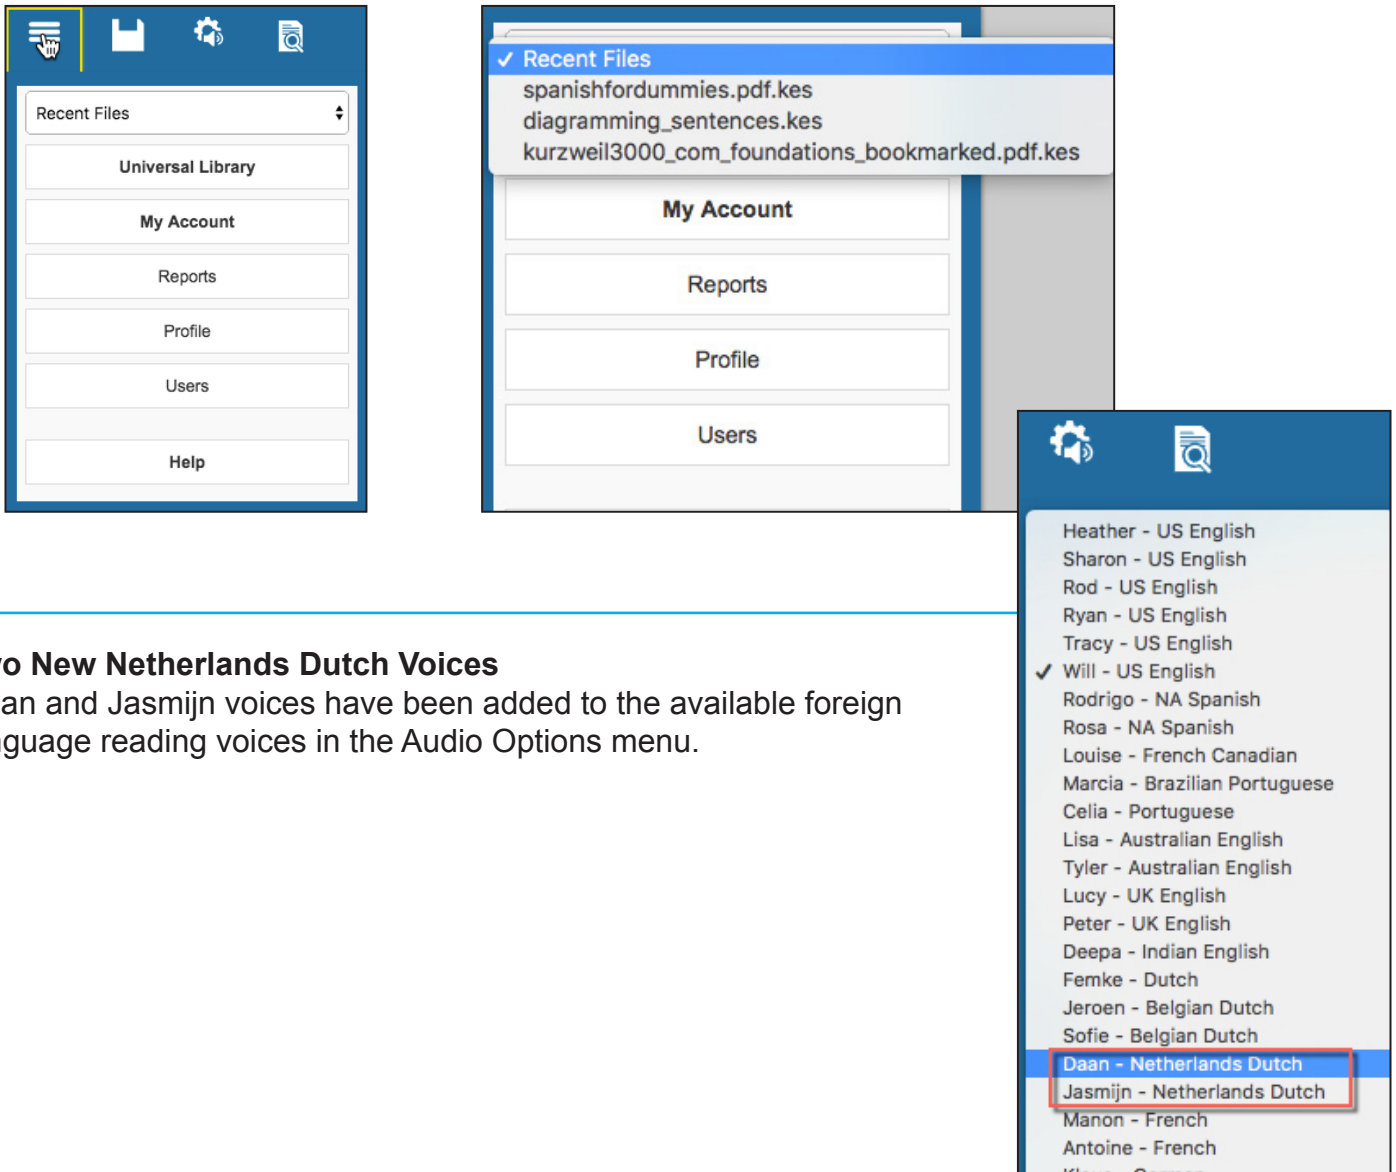 Recent Files
Universal Library
My Account
Reports
Profile
Users
Help
Recent Files
spanishfordummies.pdf.kes
diagramming_sentences.kes
kurzweil3000_com_foundations_bookmarked.pdf.kes
My Account
Reports
Profile
Users
New Netherlands Dutch Voices
and Jasmijn voices have been added to the available foreign
reading voices in the Audio Options menu.
Heather - US English
Sharon - US English
Rod - US English
Ryan - US English
Tracy - US English
Will - US English
Rodrigo - NA Spanish
Rosa - NA Spanish
Louise - French Canadian
Marcia - Brazilian Portuguese
Celia - Portuguese
Lisa - Australian English
Tyler - Australian English
Lucy - UK English
Peter - UK English
Deepa - Indian English
Femke - Dutch
Jeroen - Belgian Dutch
Sofie - Belgian Dutch
Daan - Netherlands Dutch
Jasmijn - Netherlands Dutch
Manon - French
Antoine - French